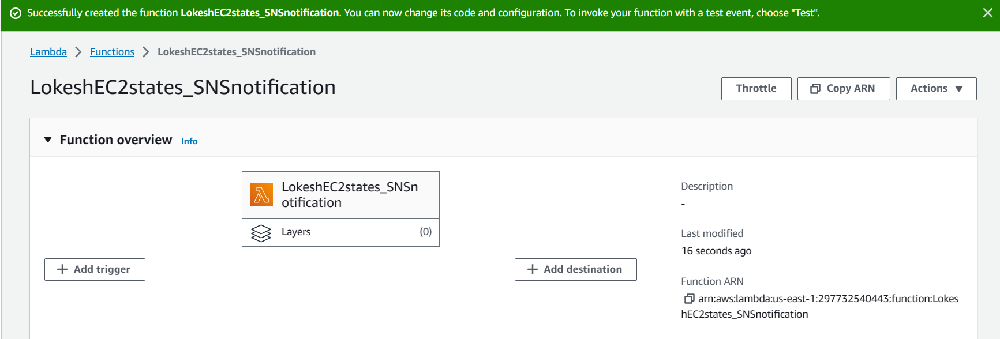 Successfully created the function LokeshEC2states_SNSnotification. You can now change its code and configuration. To invoke your function with a test event, choose "Test".
Lambda > Functions > LokeshEC2states_SNSnotification
LokeshEC2states_SNSnotification
Throttle
Copy ARN
Actions
Function overview Info
LokeshEC2states_SNSn
otification
Layers (0)
Add trigger
Add destination
Description
-
Last modified
16 seconds ago
Function ARN
arn:aws:lambda:us-east-1:297732540443:function:Lokes
hEC2states_SNSnotification